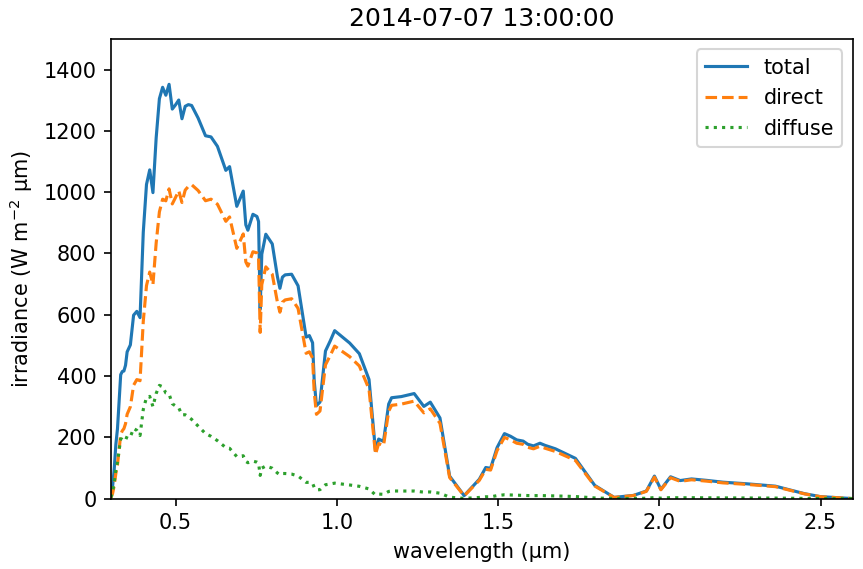 2014-07-07 13:00:00
total
direct
diffuse
irradiance (W m⁻² µm)
1400
1200
1000
800
600
400
200
0
0.5 1.0 1.5 2.0 2.5
wavelength (µm)